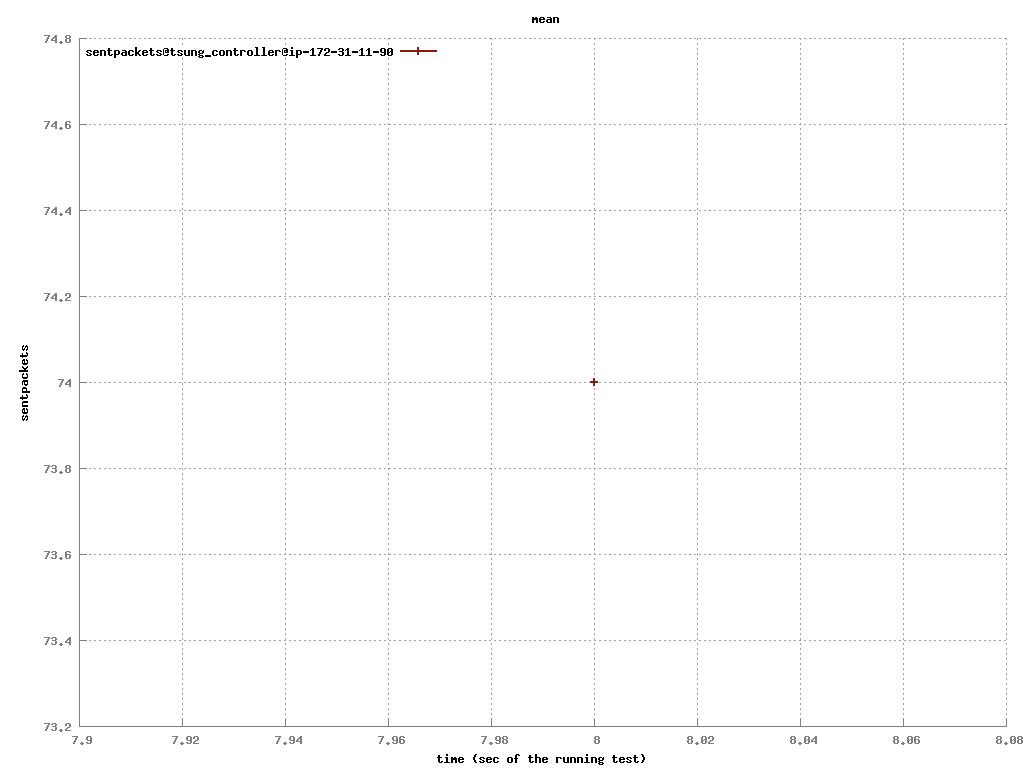 mean
74.8
sentpackets@tsung_controller@ip-172-31-11-90
74.6
74.4
74.2
74
73.8
73.6
73.4
73.2
sentpackets
7.9 7.92 7.94 7.96 7.98 8 8.02 8.04 8.06 8.08
time (sec of the running test)